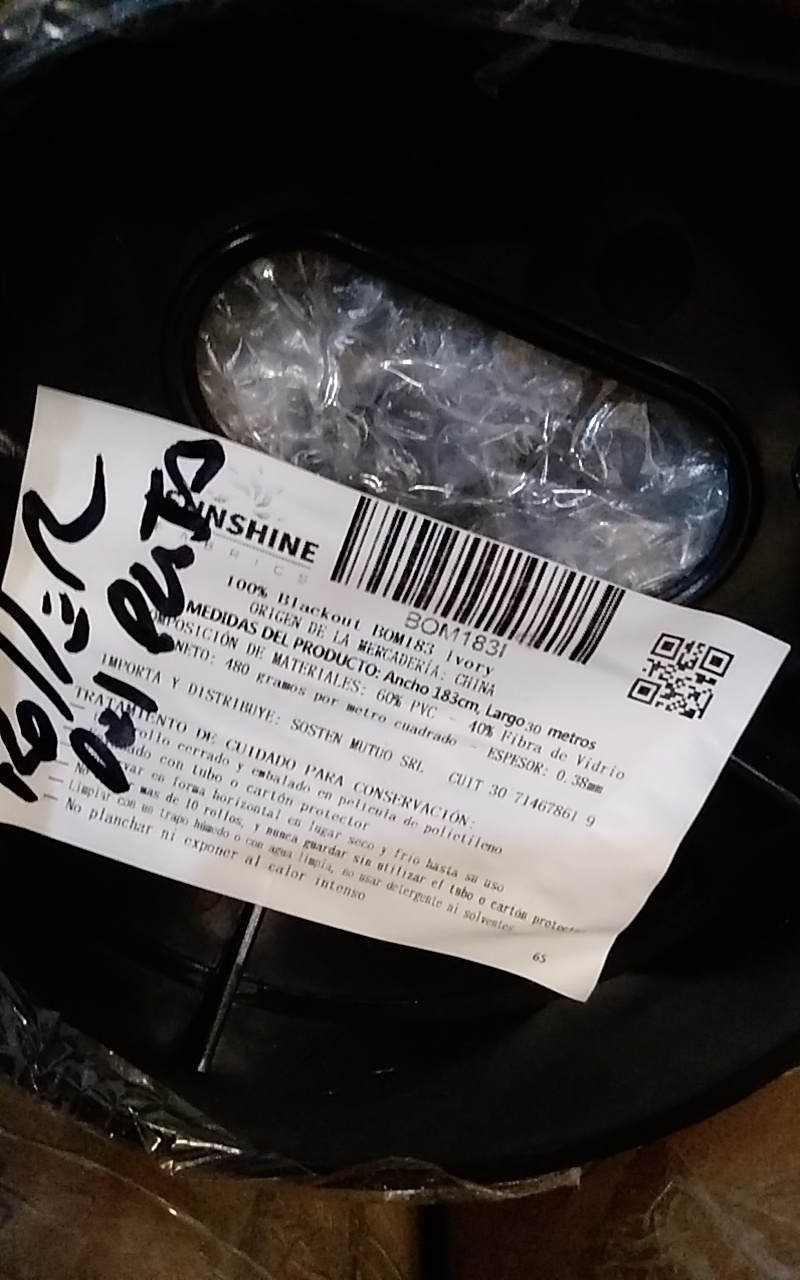 SUNSHINE
FABRICS
BOM183I
100% Blackout BOM183 Ivory
ORIGEN DE LA MERCADERÍA: CHINA
MEDIDAS DEL PRODUCTO: Ancho 183cm, Largo 30 metros
COMPOSICIÓN DE MATERIALES: 60% PVC - 40% Fibra de Vidrio
NETO: 480 gramos por metro cuadrado - ESPESOR: 0.38mm
IMPORTA Y DISTRIBUYE: SOSTEN MUTUO SRL CUIT 30 71467861 9
TRATAMIENTO DE CUIDADO PARA CONSERVACIÓN:
rollo cerrado y embalado en película de polietileno
con tubo o cartón protector
en forma horizontal en lugar seco y frío hasta su uso
— No más de 10 rollos, y nunca guardar sin utilizar el tubo o cartón protector
— Limpiar con un trapo húmedo o con agua limpia, no usar detergente ni solventes
— No planchar ni exponer al calor intenso
65